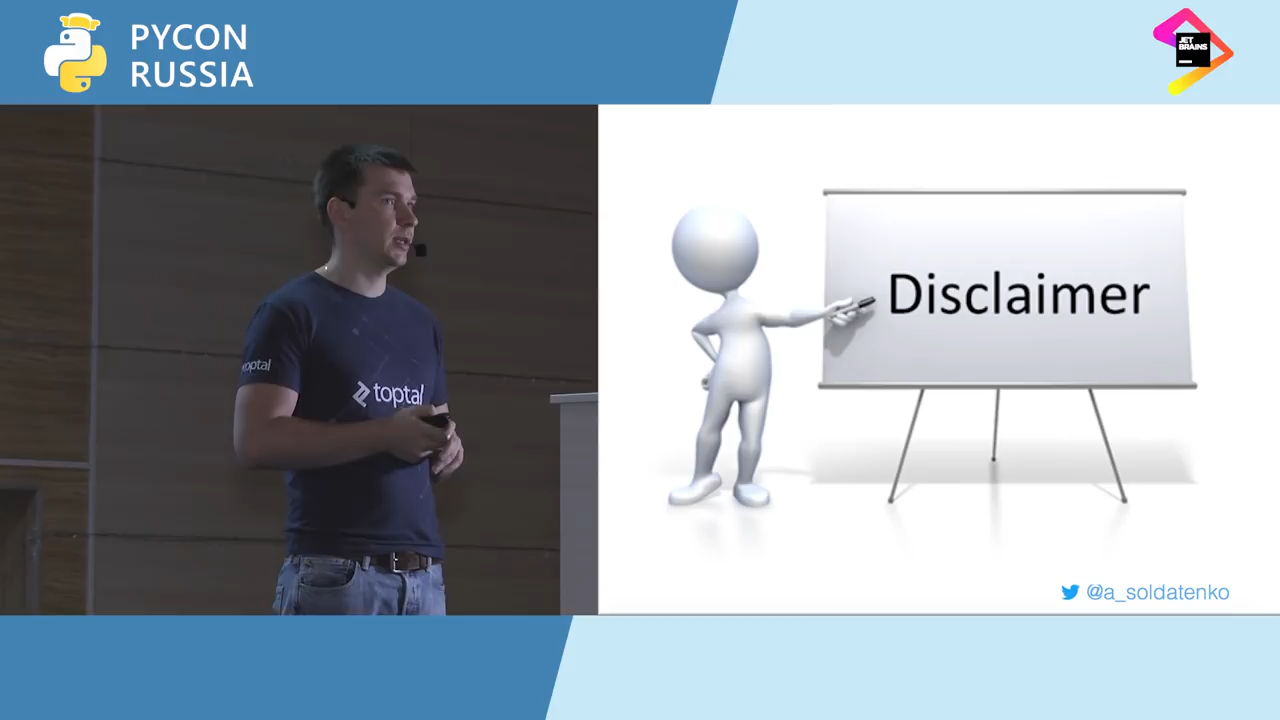 PYCON
RUSSIA
JET
BRAINS
toptal
toptal
Disclaimer
@a_soldatenko